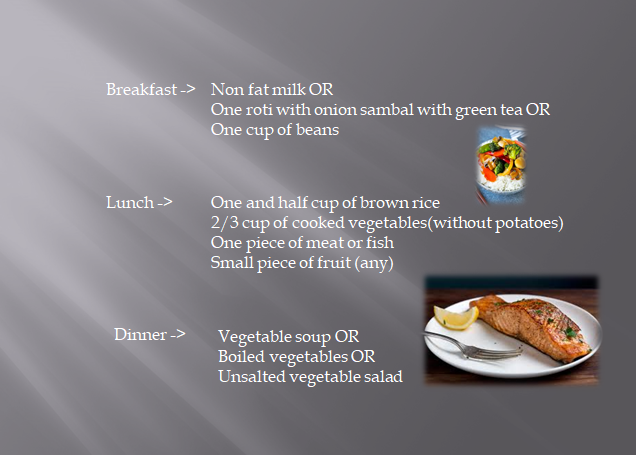 Breakfast -> Non fat milk OR
One roti with onion sambal with green tea OR
One cup of beans
Lunch -> One and half cup of brown rice
2/3 cup of cooked vegetables(without potatoes)
One piece of meat or fish
Small piece of fruit (any)
Dinner -> Vegetable soup OR
Boiled vegetables OR
Unsalted vegetable salad